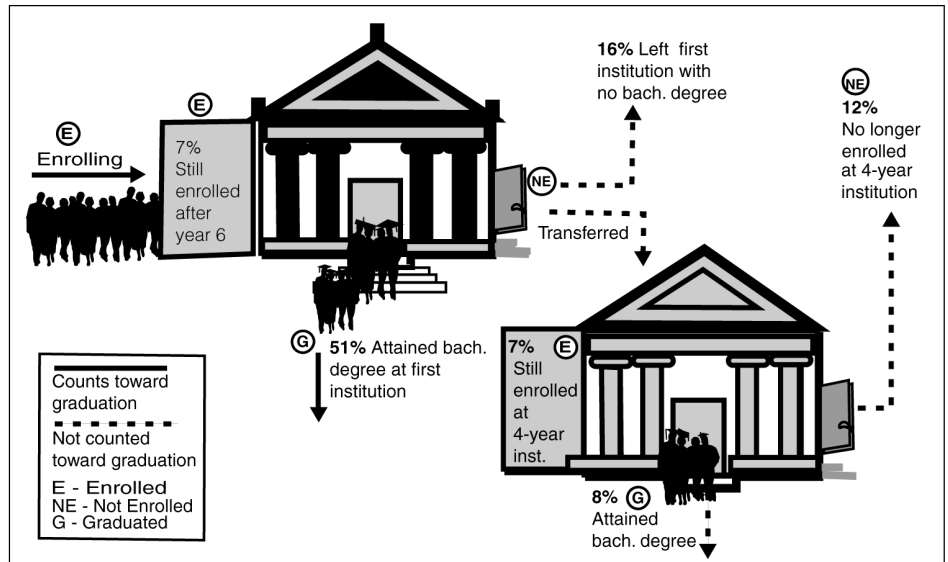 E
Enrolling
E
7%
Still
enrolled
after
year 6
16% Left first
institution with
no bach. degree
NE
Transferred
NE
12%
No longer
enrolled
at 4-year
institution
G
51% Attained bach.
degree at first
institution
7% E
Still
enrolled
at
4-year
inst.
8% G
Attained
bach. degree
Counts toward
graduation
Not counted
toward graduation
E - Enrolled
NE - Not Enrolled
G - Graduated